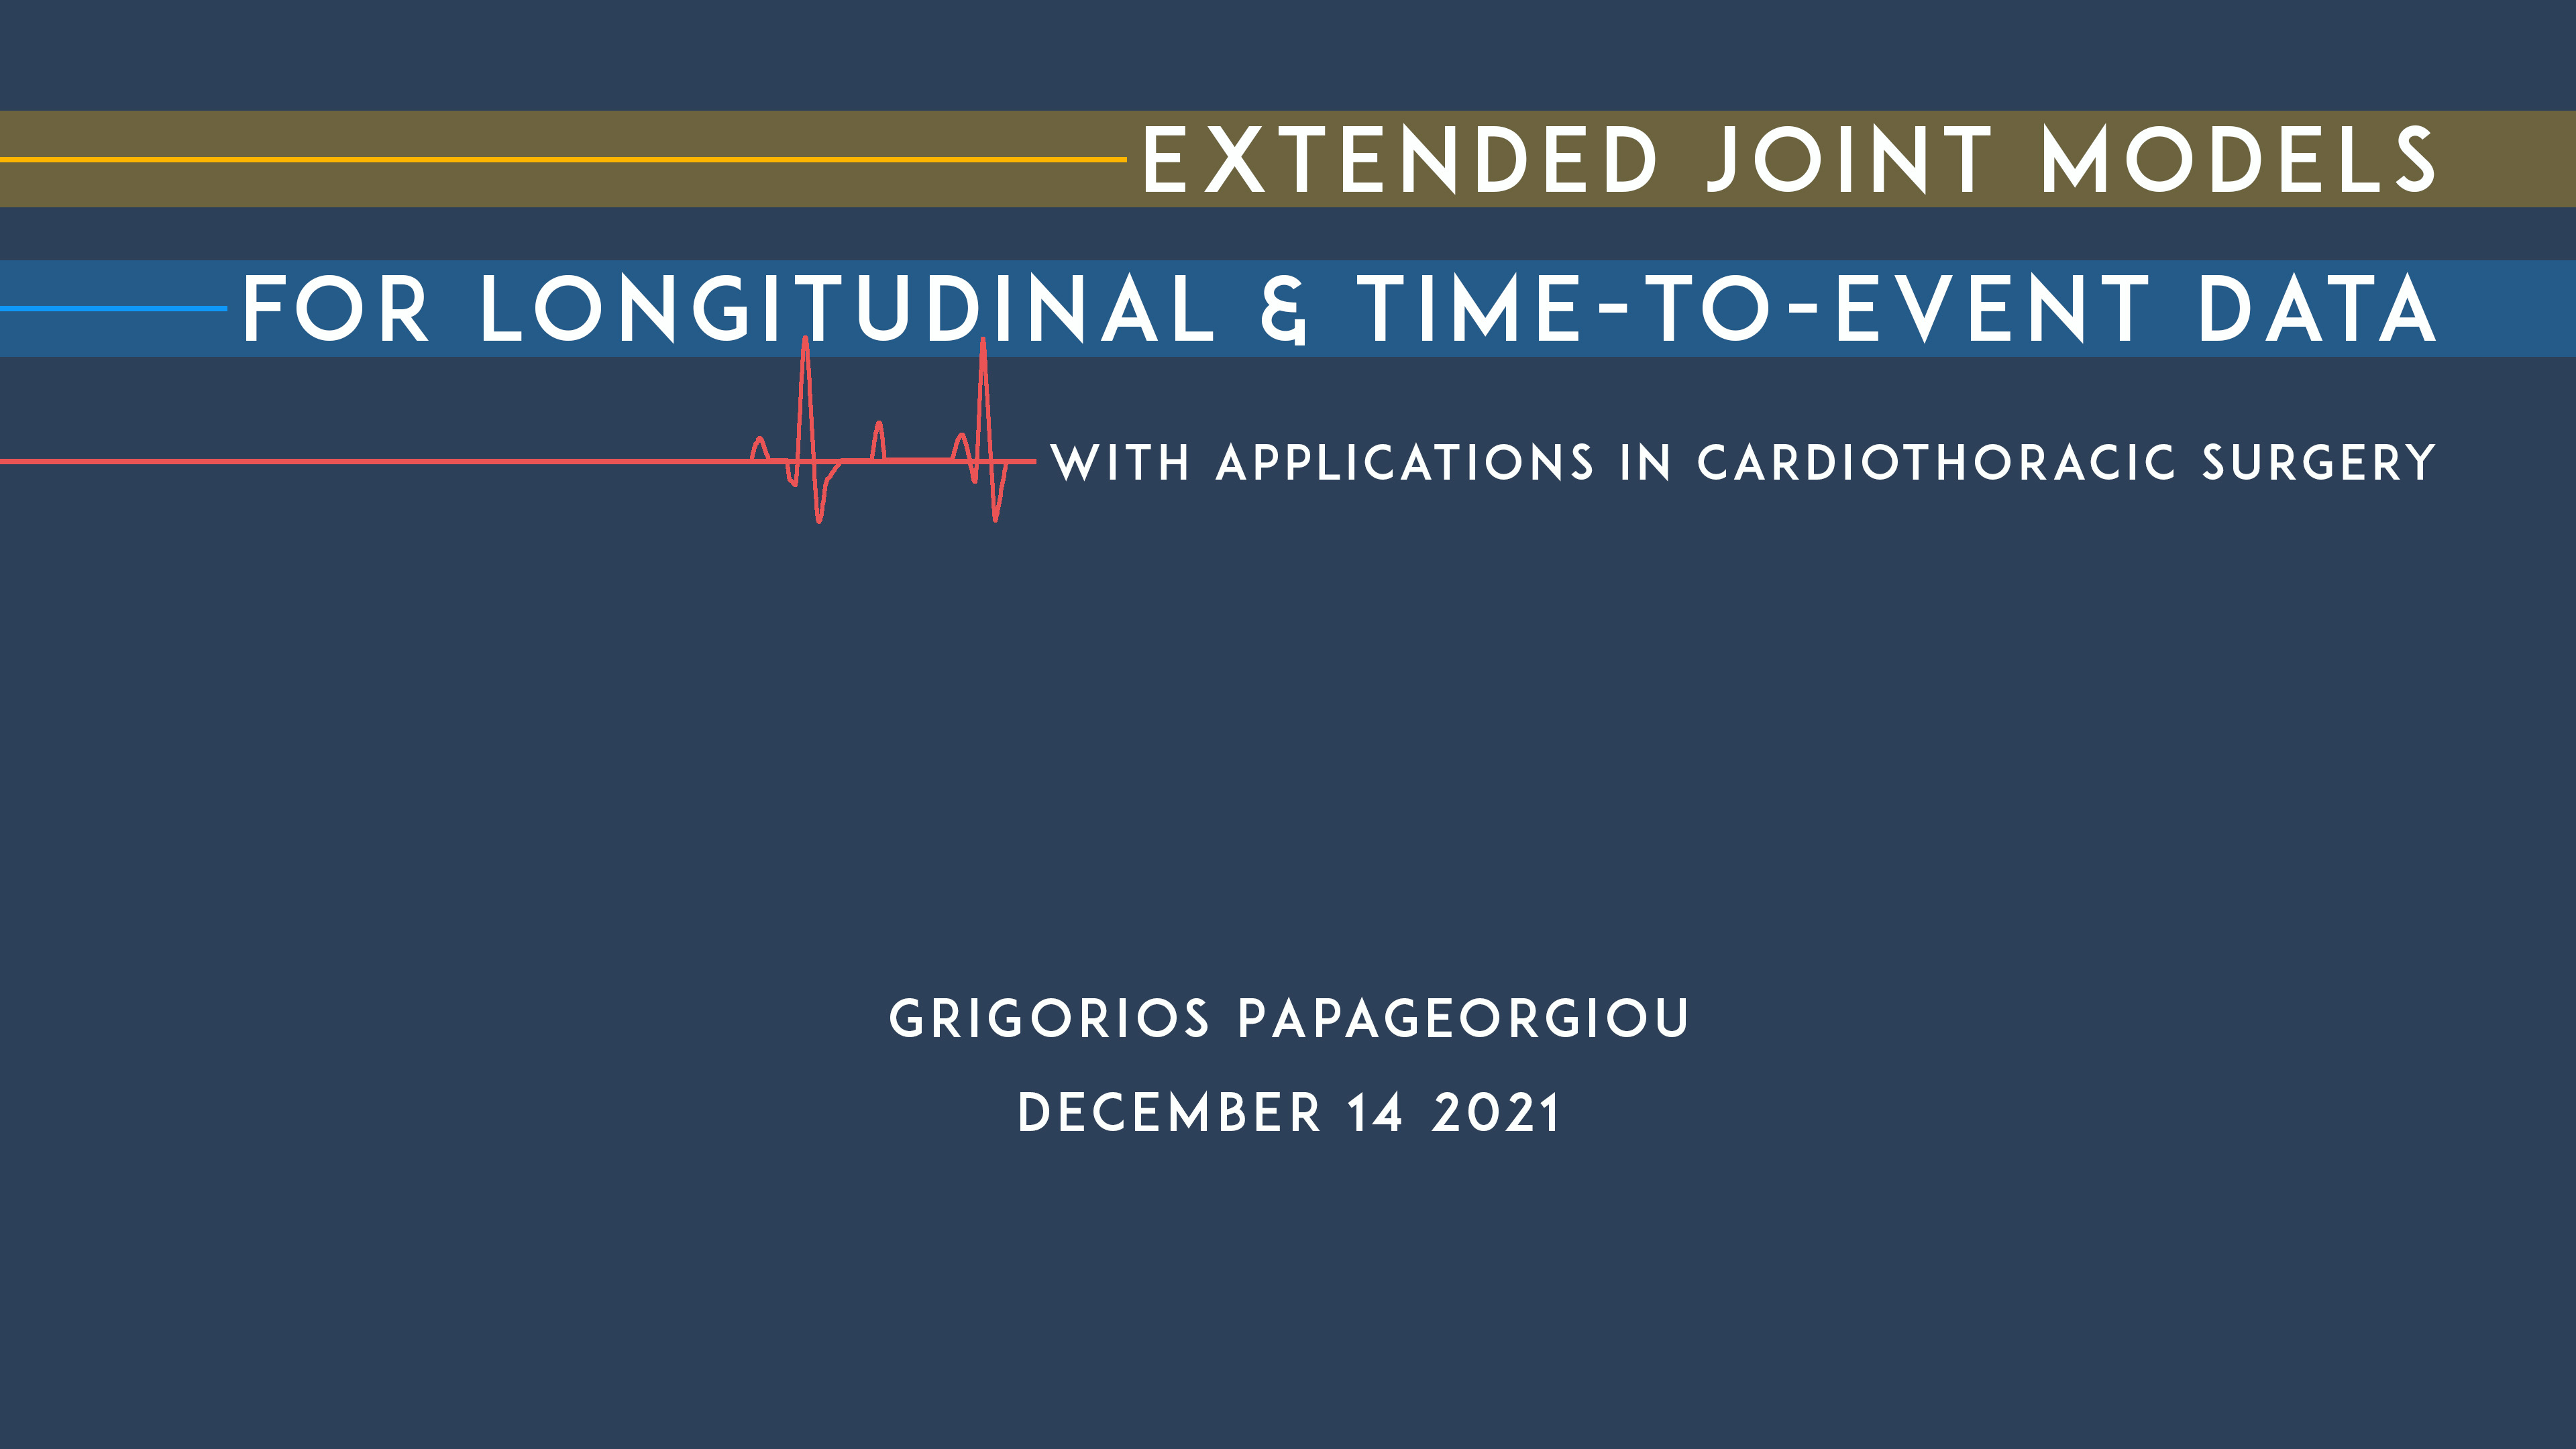 EXTENDED JOINT MODELS
FOR LONGITUDINAL & TIME-TO-EVENT DATA
WITH APPLICATIONS IN CARDIOTHORACIC SURGERY
GRIGORIOS PAPAGEORGIOU
DECEMBER 14 2021